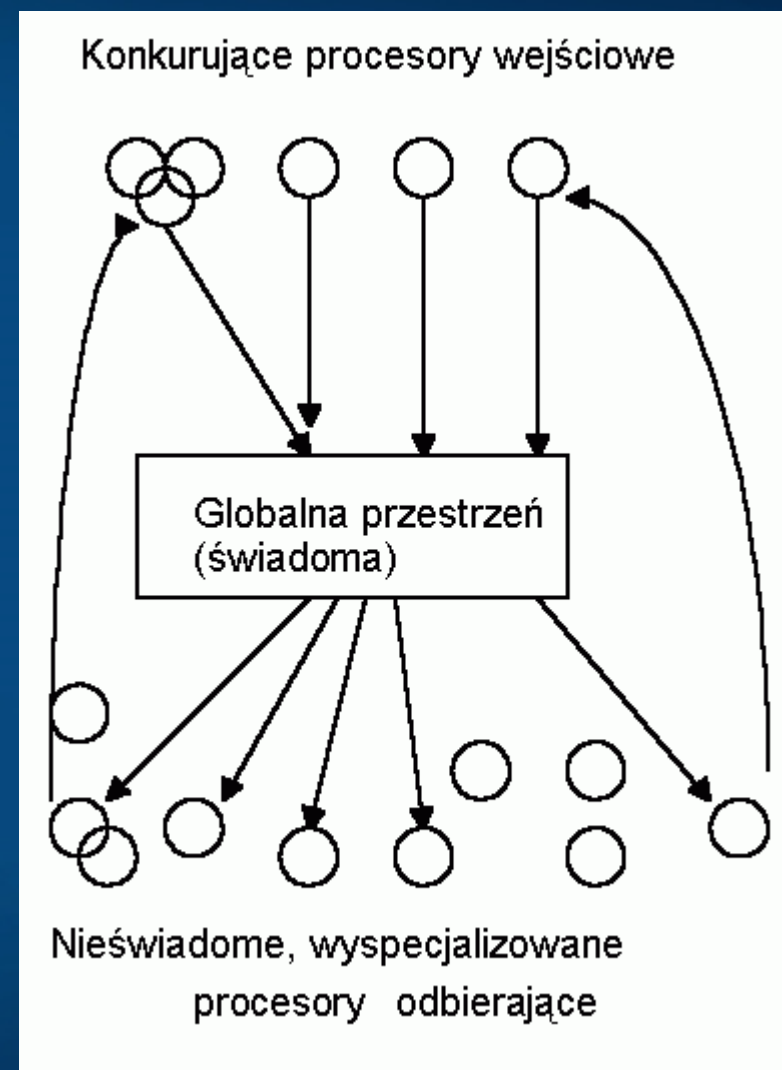 Konkurujące procesory wejściowe
Globalna przestrzeń
(świadoma)
Nieświadome, wyspecjalizowane
procesory odbierające